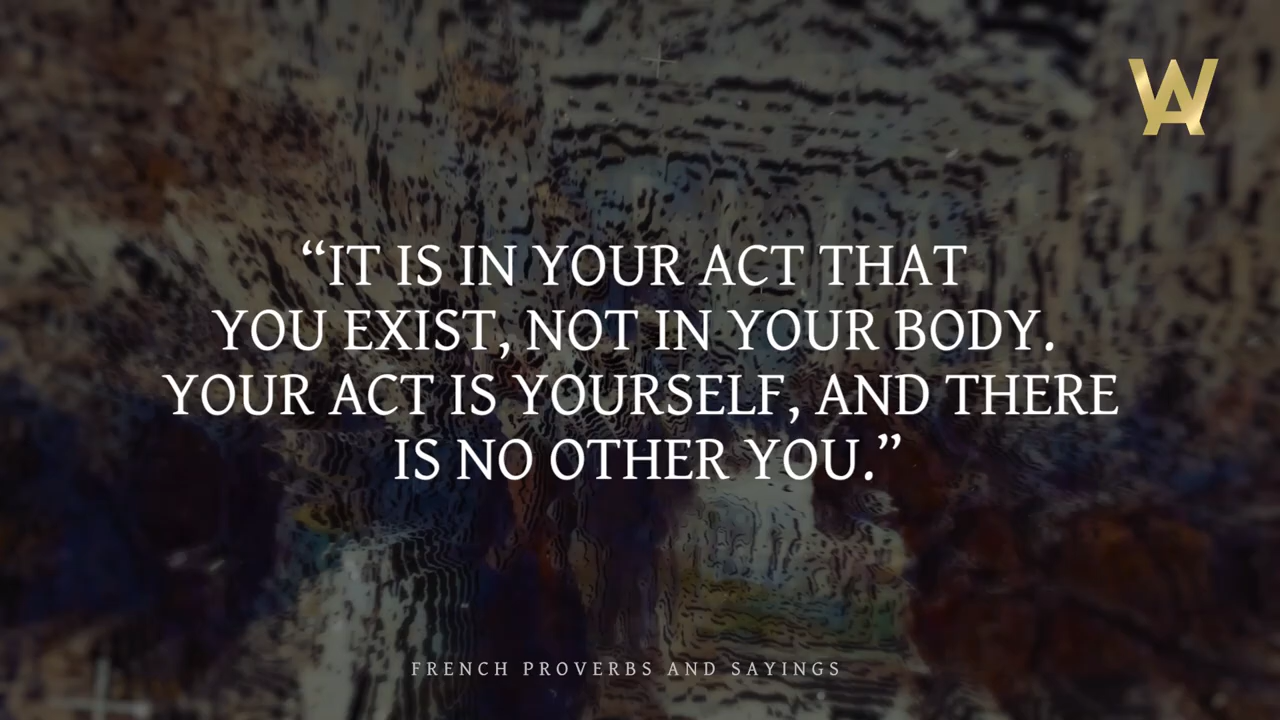 WA
“IT IS IN YOUR ACT THAT
YOU EXIST, NOT IN YOUR BODY.
YOUR ACT IS YOURSELF, AND THERE
IS NO OTHER YOU.”
FRENCH PROVERBS AND SAYINGS